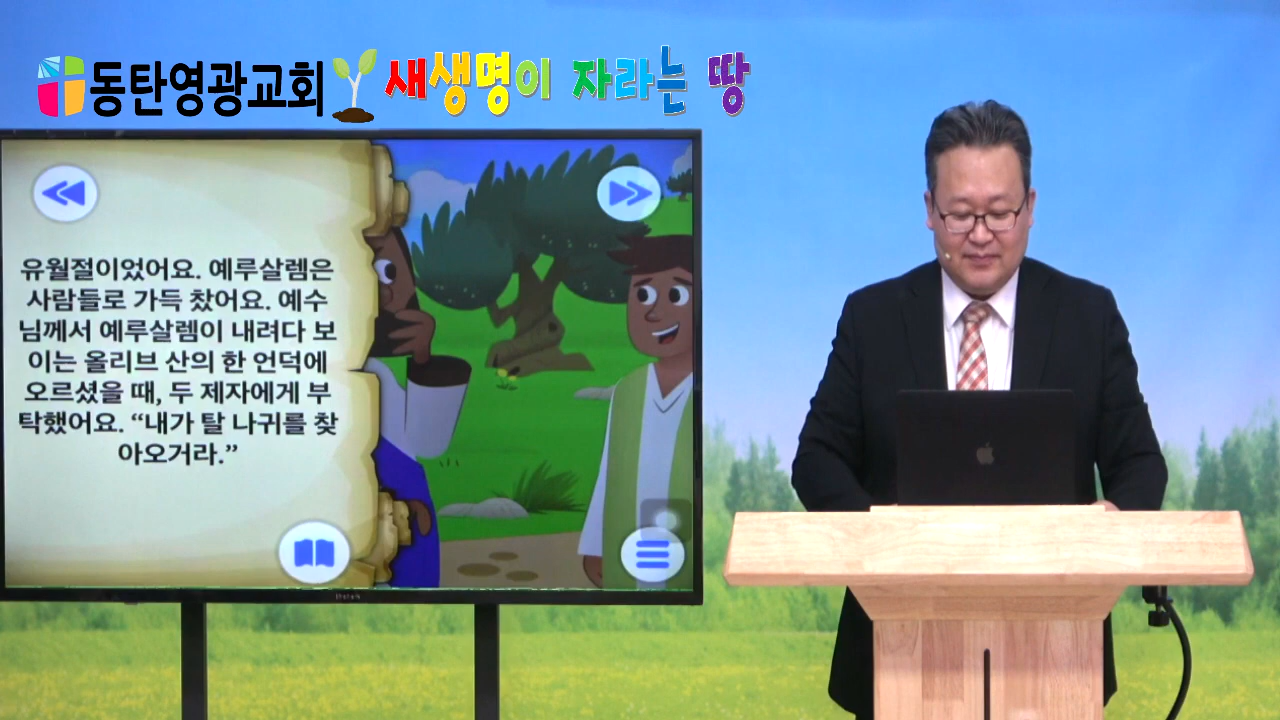 동탄영광교회 새생명이 자라는 땅
유월절이었어요. 예루살렘은
사람들로 가득 찼어요. 예수
님께서 예루살렘이 내려다 보
이는 올리브 산의 한 언덕에
오르셨을 때, 두 제자에게 부
탁했어요. “내가 탈 나귀를 찾
아오거라.”